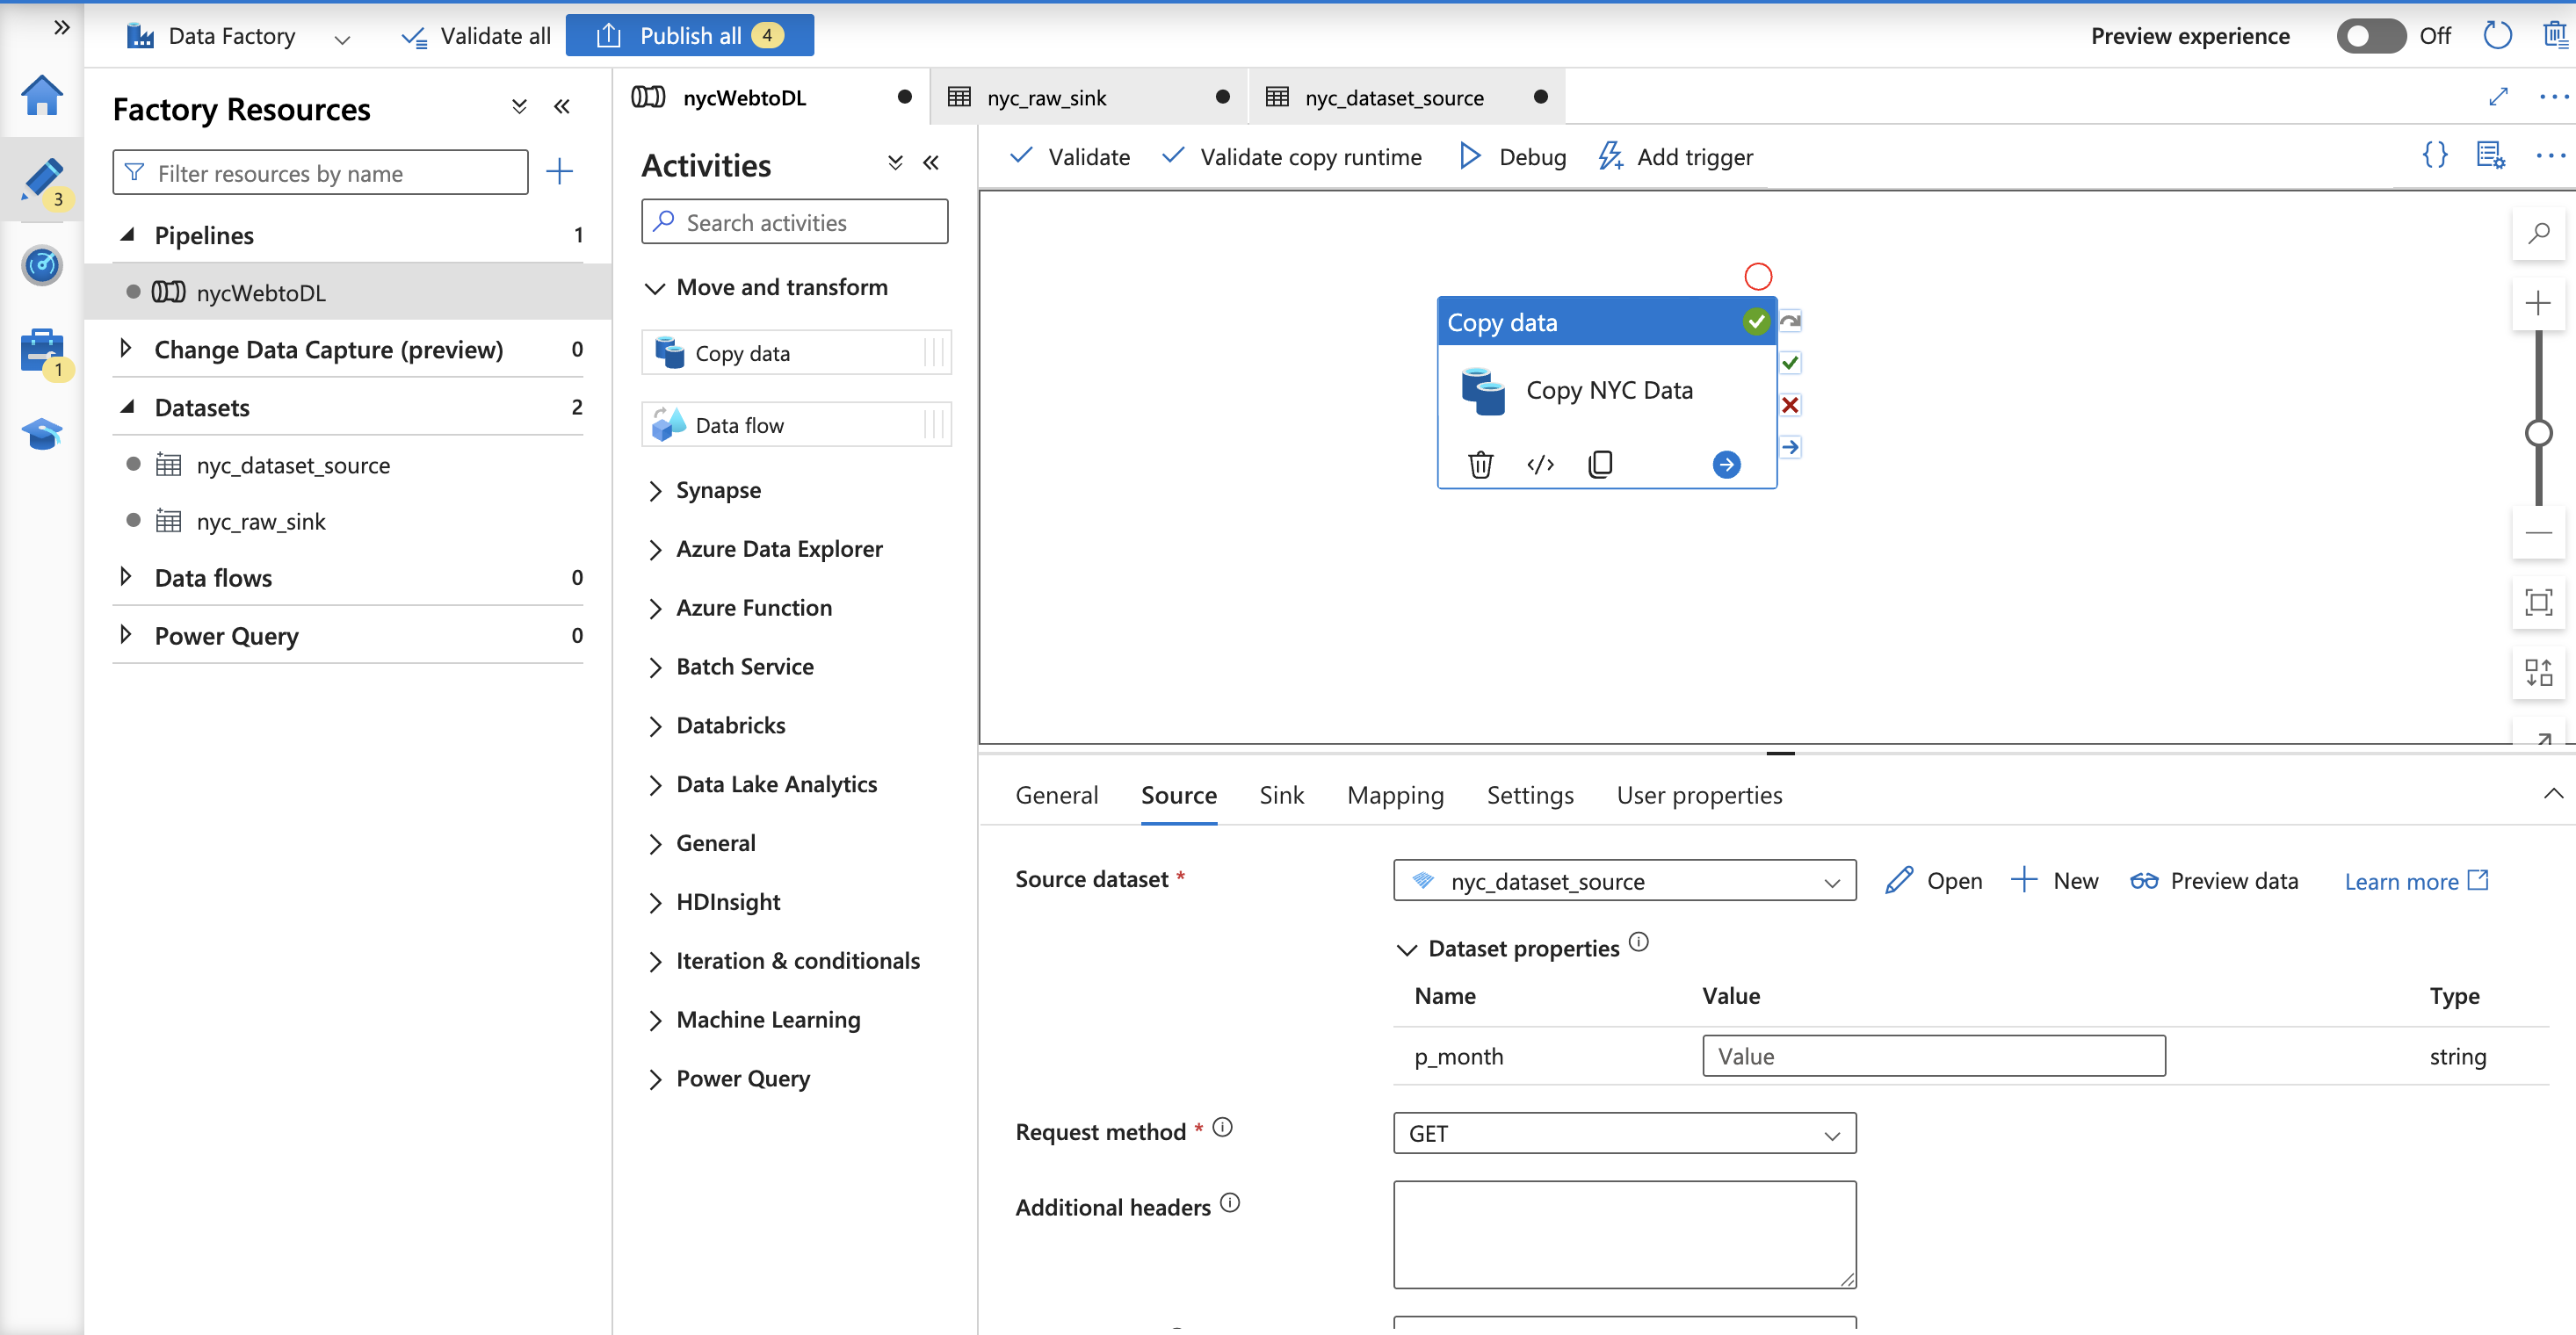 Data Factory
Validate all
Publish all 4
Preview experience
Off
3
1
Factory Resources
Filter resources by name
Pipelines 1
nycWebtoDL
Change Data Capture (preview) 0
Datasets 2
nyc_dataset_source
nyc_raw_sink
Data flows 0
Power Query 0
nycWebtoDL
nyc_raw_sink
nyc_dataset_source
Activities
Search activities
Move and transform
Copy data
Data flow
Synapse
Azure Data Explorer
Azure Function
Batch Service
Databricks
Data Lake Analytics
General
HDInsight
Iteration & conditionals
Machine Learning
Power Query
Validate
Validate copy runtime
Debug
Add trigger
Copy data
Copy NYC Data
General
Source
Sink
Mapping
Settings
User properties
Source dataset *
nyc_dataset_source
Open
New
Preview data
Learn more
Dataset properties
Name Value Type
p_month Value string
Request method *
GET
Additional headers